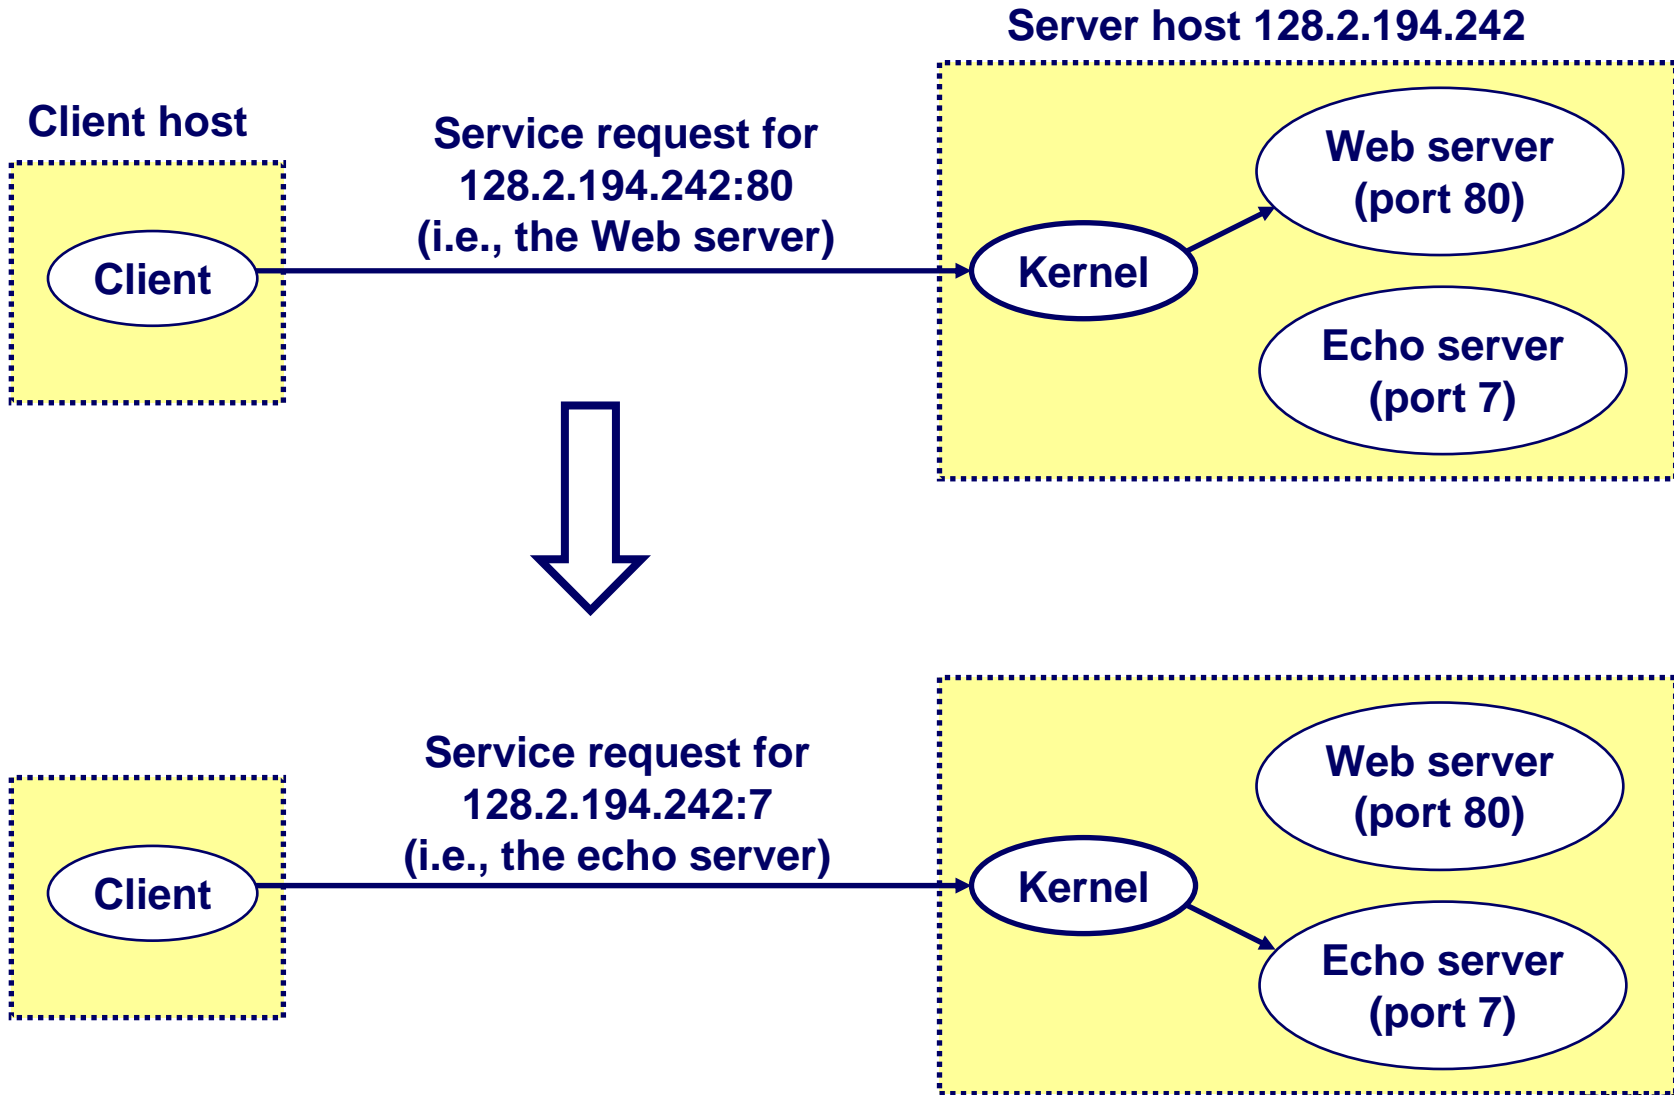 Server host 128.2.194.242
Client host
Service request for
128.2.194.242:80
(i.e., the Web server)
Client
Kernel
Web server
(port 80)
Echo server
(port 7)
Service request for
128.2.194.242:7
(i.e., the echo server)
Client
Kernel
Web server
(port 80)
Echo server
(port 7)